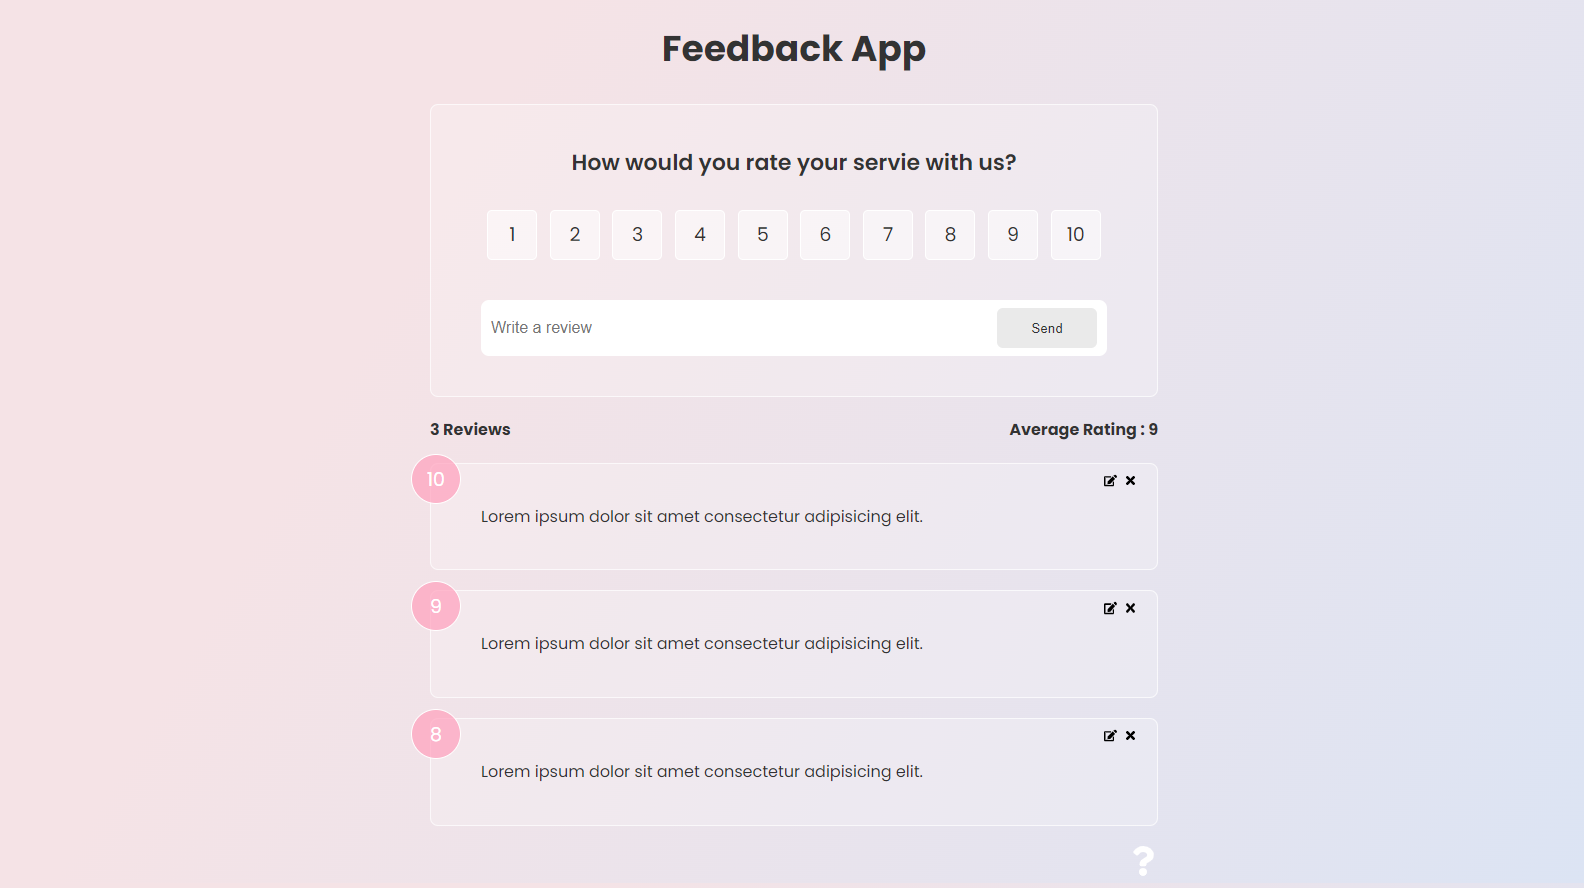 Feedback App
How would you rate your servie with us?
1 2 3 4 5 6 7 8 9 10
Write a review Send
3 Reviews Average Rating : 9
10
Lorem ipsum dolor sit amet consectetur adipisicing elit.
9
Lorem ipsum dolor sit amet consectetur adipisicing elit.
8
Lorem ipsum dolor sit amet consectetur adipisicing elit.
?